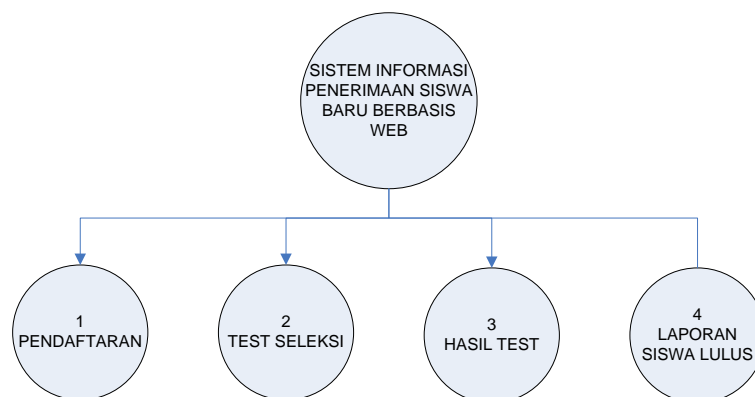 SISTEM INFORMASI
PENERIMAAN SISWA
BARU BERBASIS
WEB
1
PENDAFTARAN
2
TEST SELEKSI
3
HASIL TEST
4
LAPORAN
SISWA LULUS